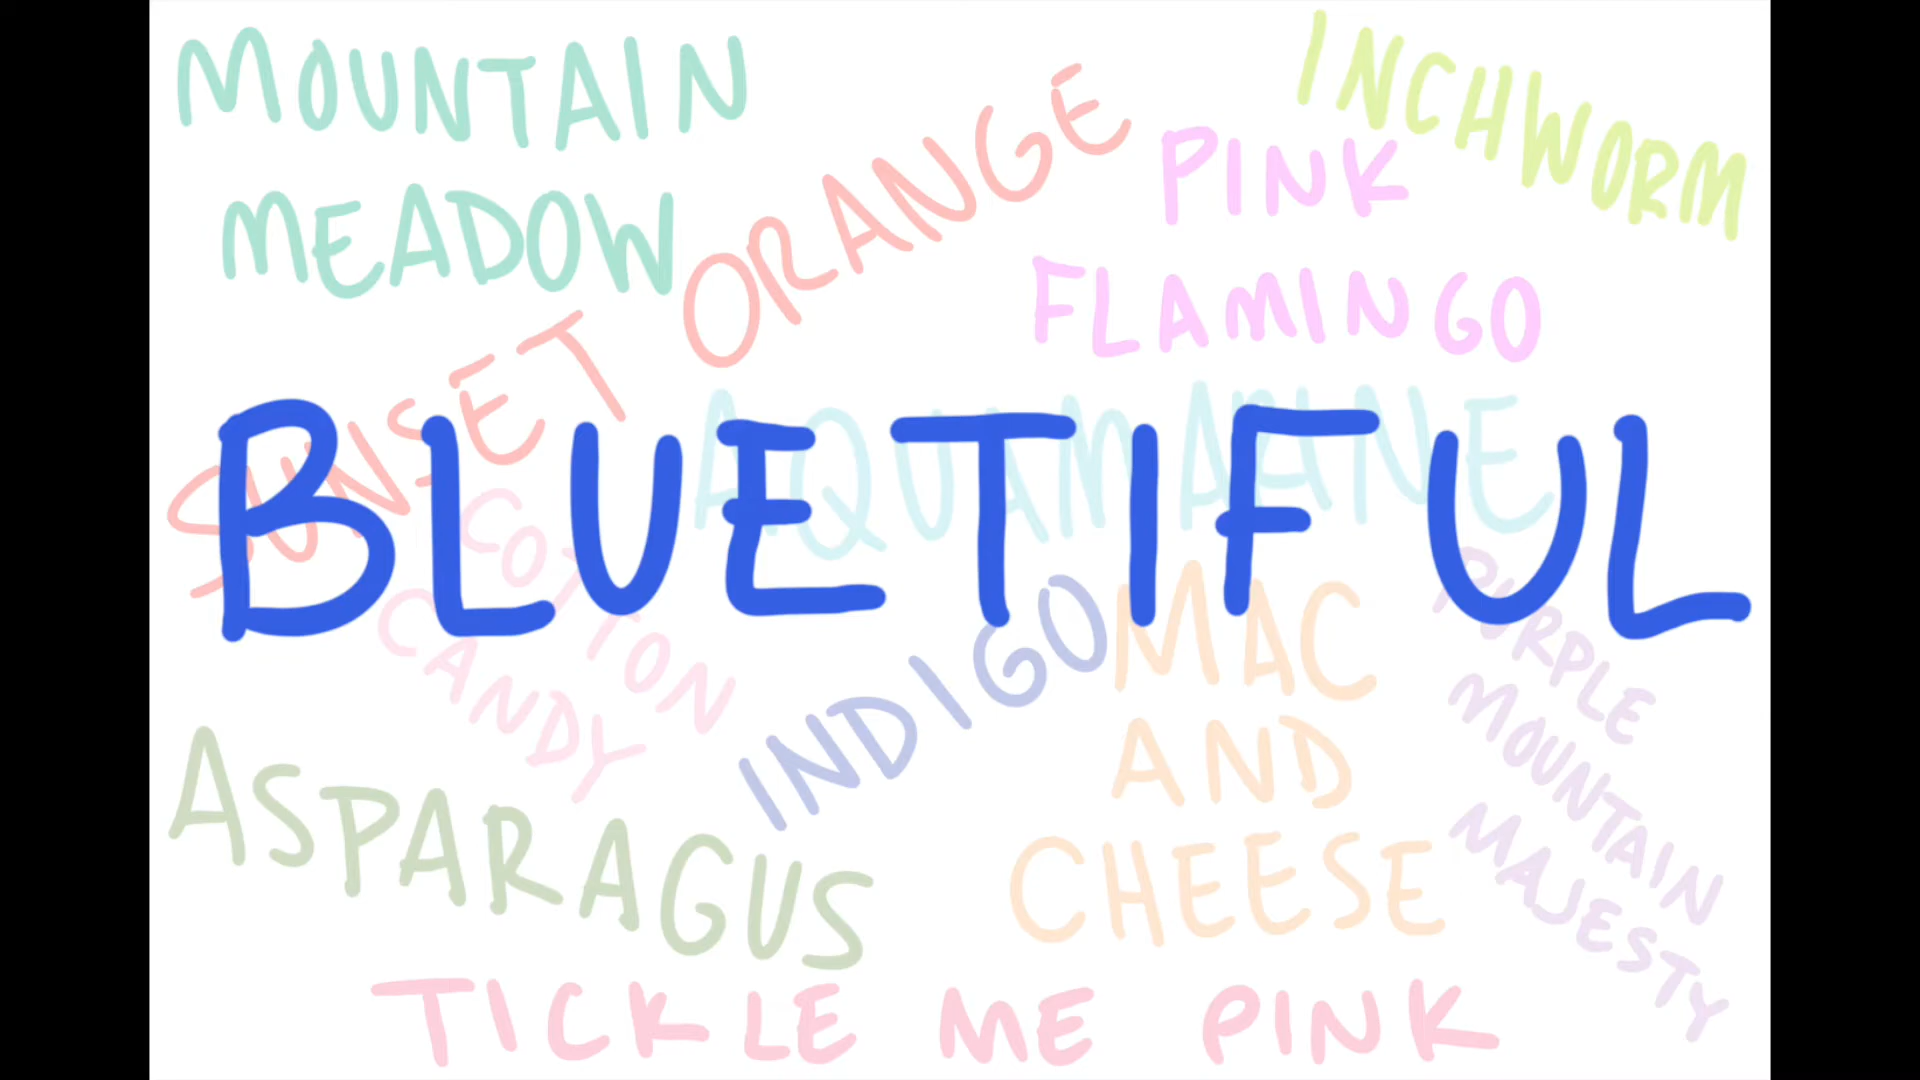 MOUNTAIN
MEADOW
SUNSET ORANGE
INCHWORM
PINK
FLAMINGO
AQUAMARINE
BLUETIFUL
COTTON
CANDY
INDIGO
MAC
AND
CHEESE
PURPLE
MOUNTAIN
MAJESTY
ASPARAGUS
TICKLE ME PINK